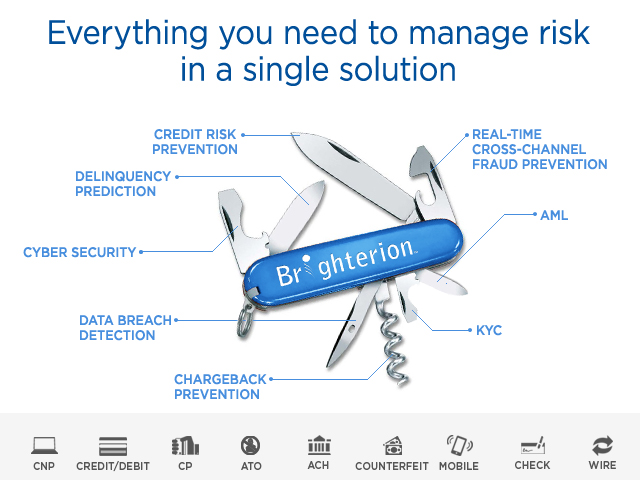 Everything you need to manage risk
in a single solution
CREDIT RISK
PREVENTION
REAL-TIME
CROSS-CHANNEL
FRAUD PREVENTION
DELINQUENCY
PREDICTION
AML
CYBER SECURITY
Brighterion™
DATA BREACH
DETECTION
KYC
CHARGEBACK
PREVENTION
CNP
CREDIT/DEBIT
CP
ATO
ACH
COUNTERFEIT
MOBILE
CHECK
WIRE